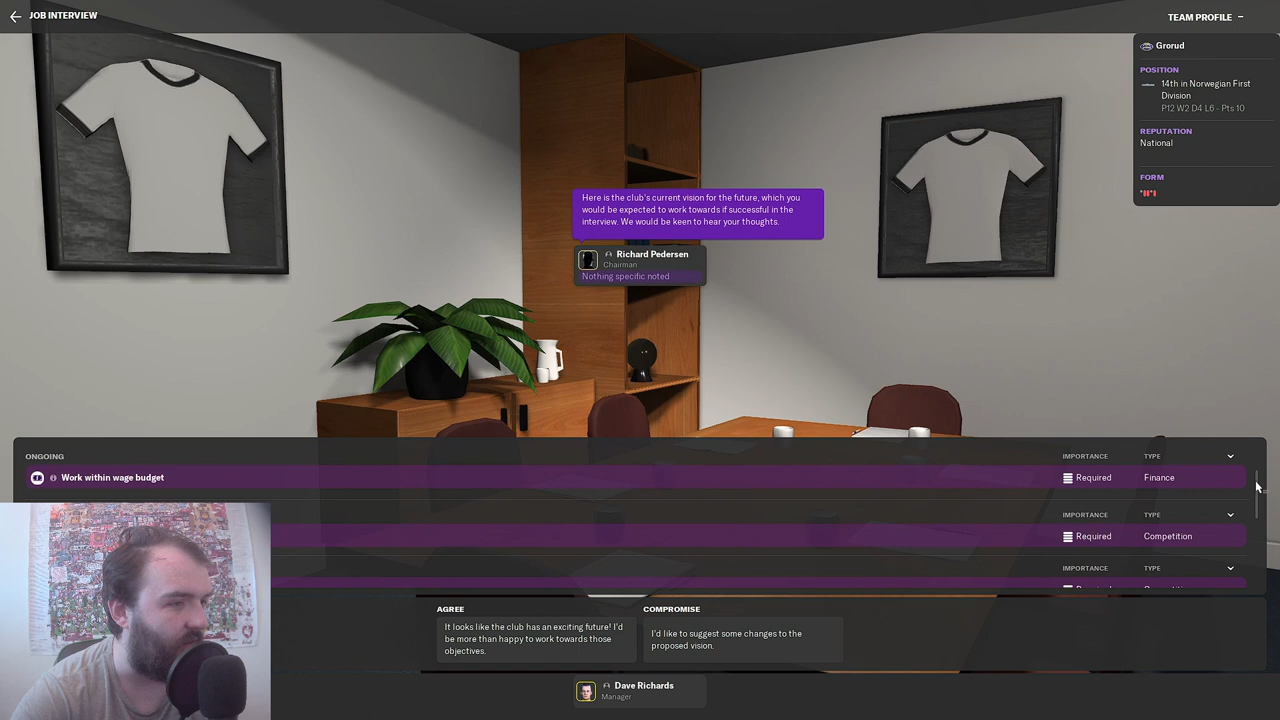 JOB INTERVIEW
TEAM PROFILE
Grorud
POSITION
14th in Norwegian First
Division
P12 W2 D4 L6 - Pts 10
REPUTATION
National
FORM
Here is the club's current vision for the future, which you
would be expected to work towards if successful in the
interview. We would be keen to hear your thoughts.
Richard Pedersen
Chairman
Nothing specific noted
ONGOING IMPORTANCE TYPE
Work within wage budget Required Finance
IMPORTANCE TYPE
Required Competition
IMPORTANCE TYPE
AGREE
It looks like the club has an exciting future! I'd
be more than happy to work towards those
objectives.
COMPROMISE
I'd like to suggest some changes to the
proposed vision.
Dave Richards
Manager